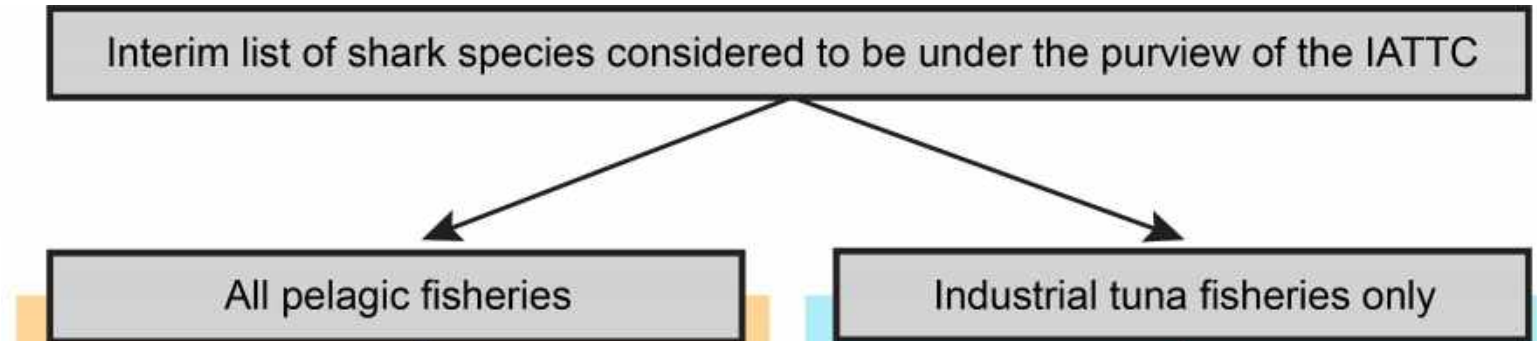 Interim list of shark species considered to be under the purview of the IATTC
All pelagic fisheries
Industrial tuna fisheries only